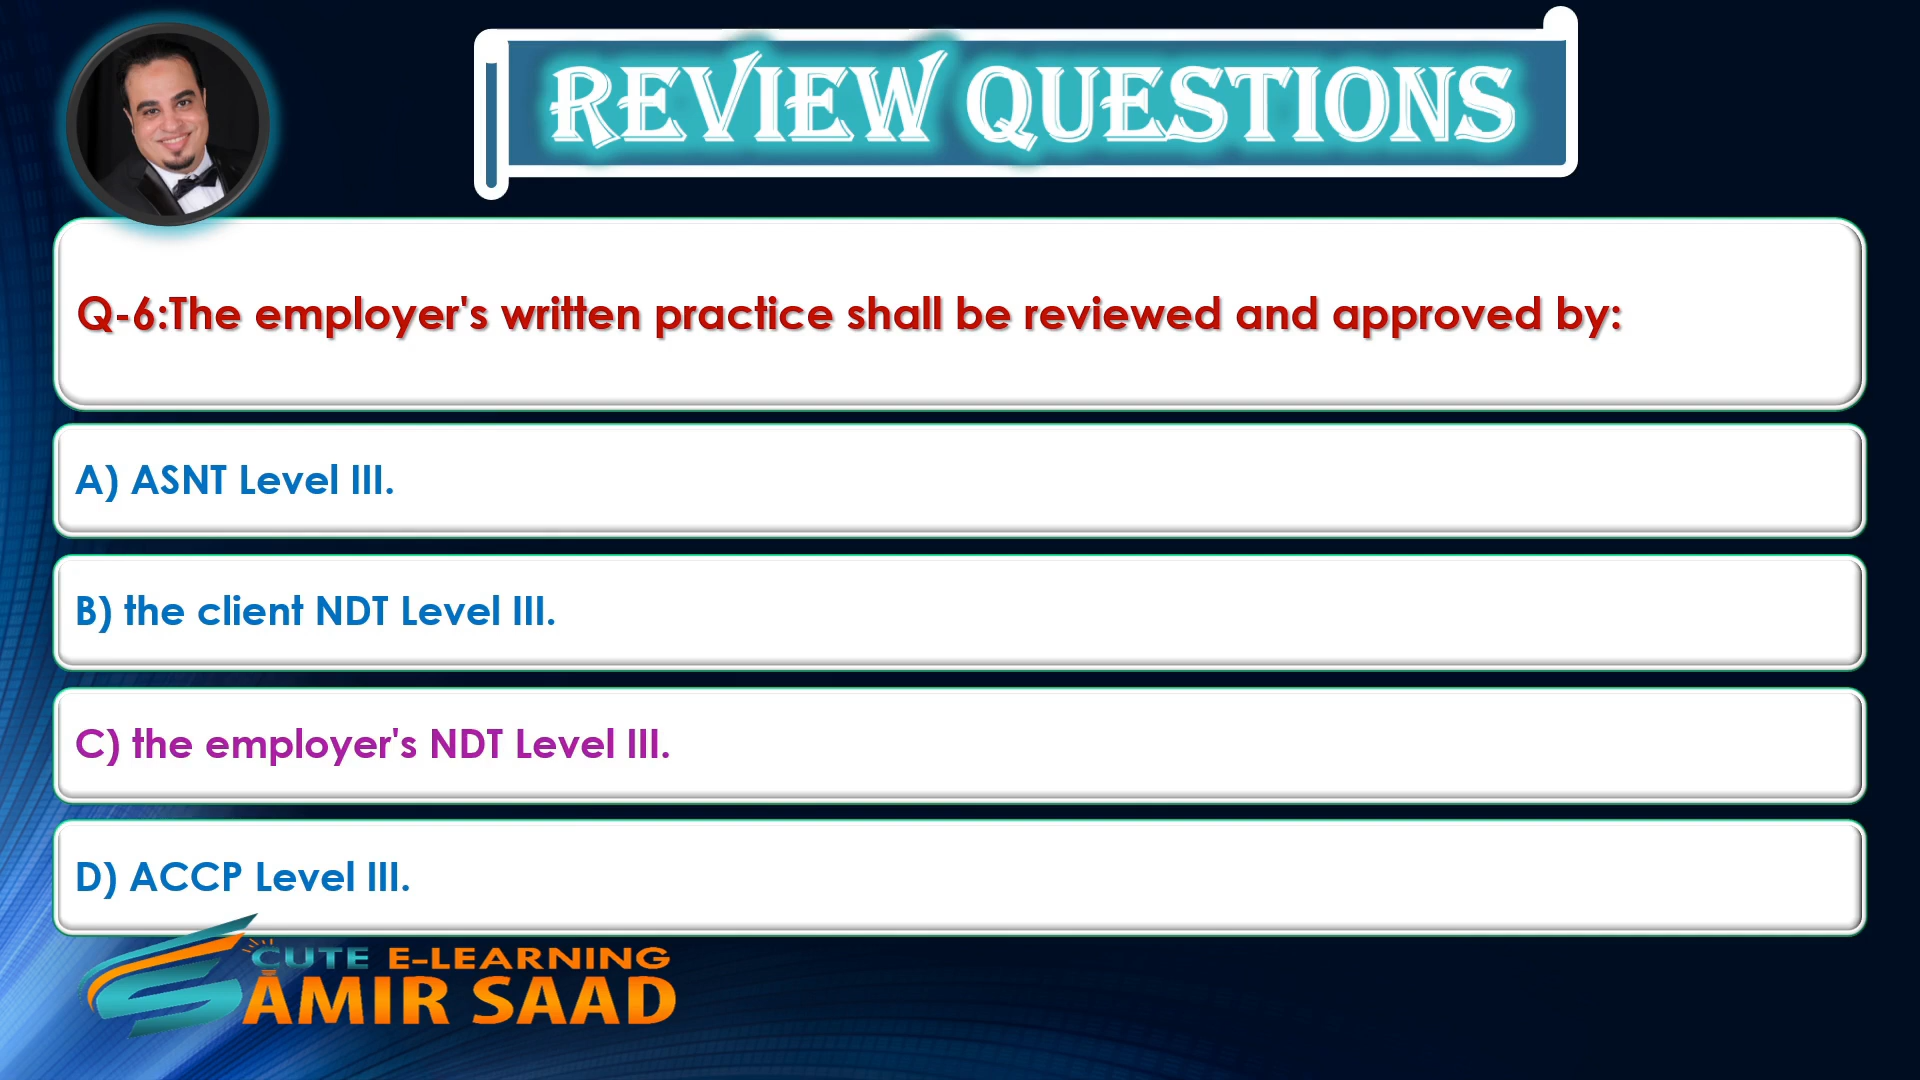 REVIEW QUESTIONS
Q-6:The employer's written practice shall be reviewed and approved by:
A) ASNT Level III.
B) the client NDT Level III.
C) the employer's NDT Level III.
D) ACCP Level III.
CUTE E-LEARNING
AMIR SAAD